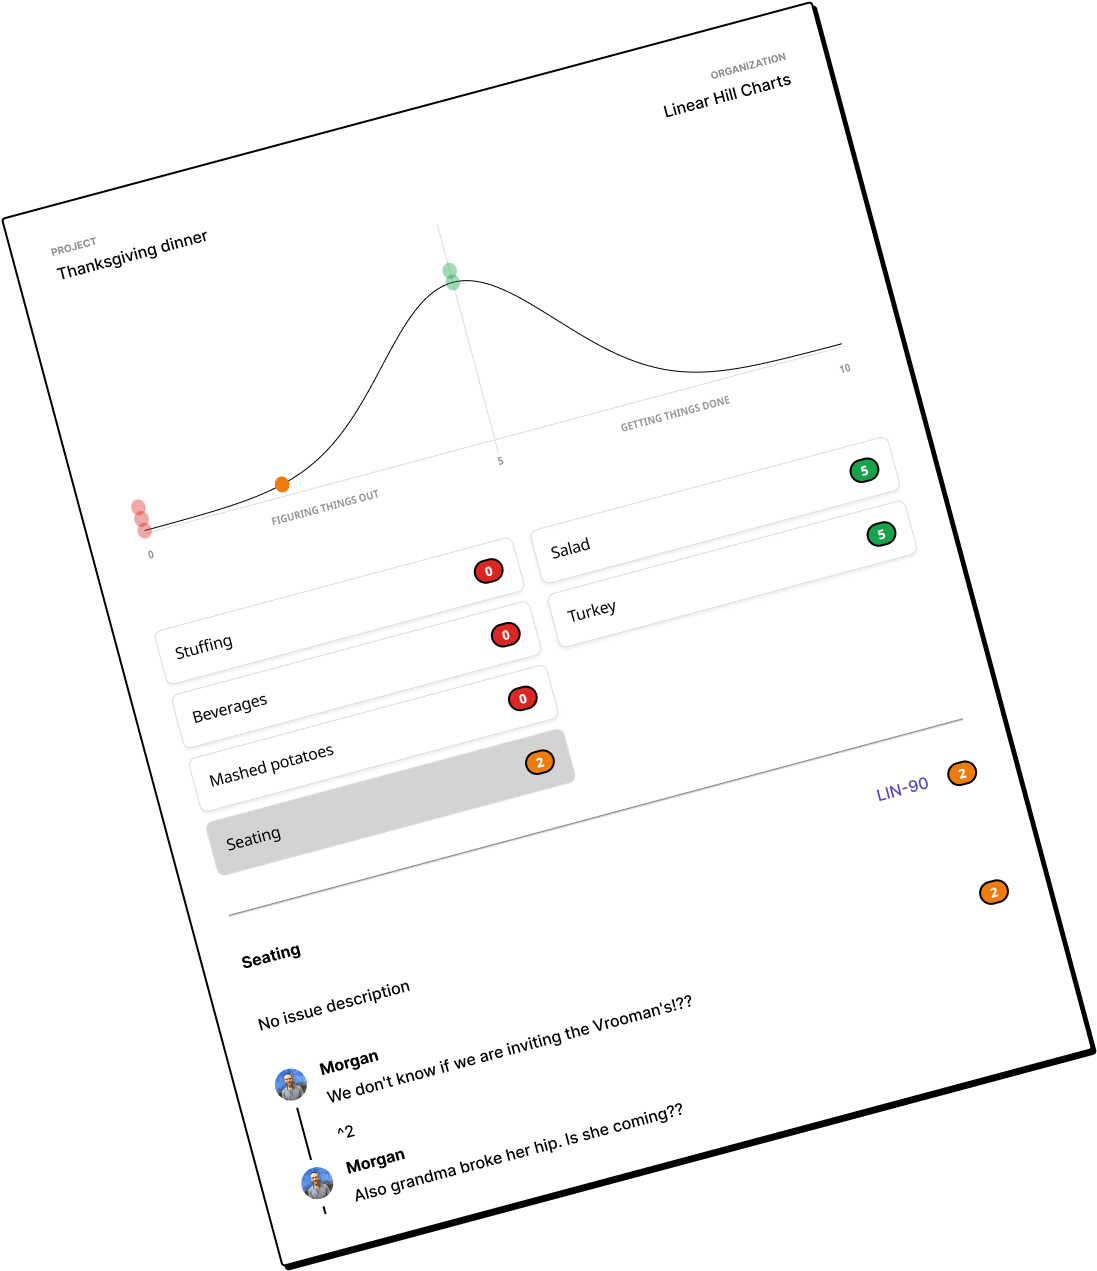 ORGANIZATION
Linear Hill Charts
PROJECT
Thanksgiving dinner
0
FIGURING THINGS OUT
5
GETTING THINGS DONE
10
Stuffing 0
Beverages 0
Mashed potatoes 0
Seating 2
Salad 5
Turkey 5
LIN-90 2
Seating 2
No issue description
Morgan
We don't know if we are inviting the Vrooman's!??
^2
Morgan
Also grandma broke her hip. Is she coming??